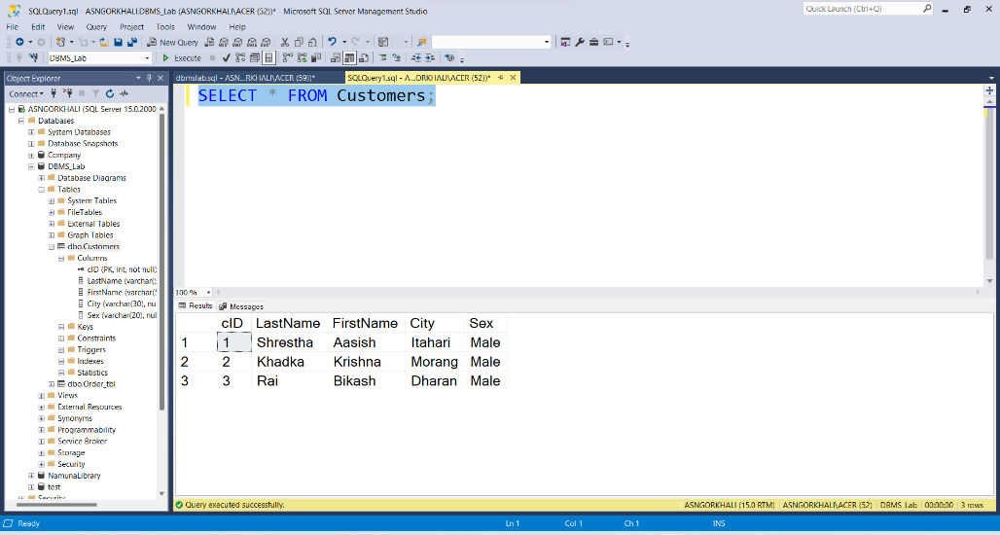 SQLQuery1.sql - ASNGORKHALI.DBMS_Lab (ASNGORKHALI\ACER (52))* - Microsoft SQL Server Management Studio
Quick Launch (Ctrl+Q)
File Edit View Query Project Tools Window Help
New Query
DBMS_Lab
Execute
Object Explorer
Connect
ASNGORKHALI (SQL Server 15.0.2000
Databases
System Databases
Database Snapshots
Company
DBMS_Lab
Database Diagrams
Tables
System Tables
FileTables
External Tables
Graph Tables
dbo.Customers
Columns
cID (PK, int, not null)
LastName (varchar(
FirstName (varchar(
City (varchar(30), nu
Sex (varchar(20), nul
Keys
Constraints
Triggers
Indexes
Statistics
dbo.Order_tbl
Views
External Resources
Synonyms
Programmability
Service Broker
Storage
Security
NamunaLibrary
test
Security
dbmslab.sql - ASN...RKHALI\ACER (59))* SQLQuery1.sql - A...ORKHALI\ACER (52))*
SELECT * FROM Customers;
100 %
Results Messages
cID LastName FirstName City Sex
1 1 Shrestha Aasish Itahari Male
2 2 Khadka Krishna Morang Male
3 3 Rai Bikash Dharan Male
Query executed successfully. ASNGORKHALI (15.0 RTM) ASNGORKHALI\ACER (52) DBMS_Lab 00:00:00 3 rows
Ready Ln 1 Col 1 Ch 1 INS